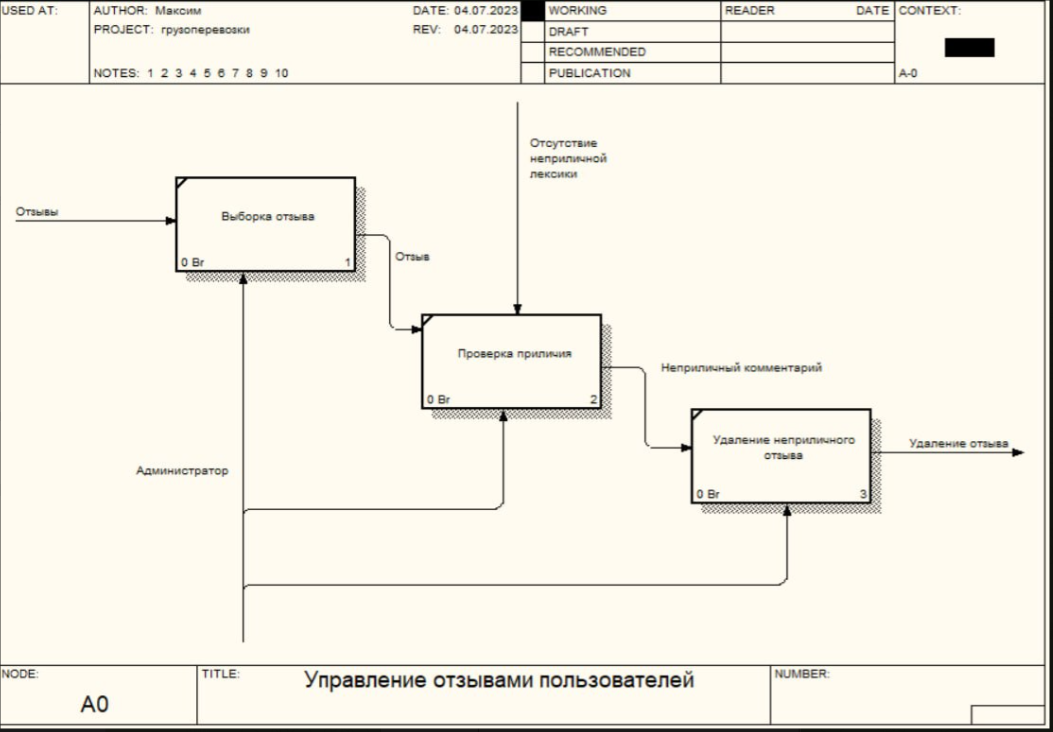 USED AT:
AUTHOR: Максим
DATE: 04.07.2023
PROJECT: грузоперевозки
REV: 04.07.2023
NOTES: 1 2 3 4 5 6 7 8 9 10
WORKING
DRAFT
RECOMMENDED
PUBLICATION
READER DATE
CONTEXT:
A-0
Отсутствие
неприличной
лексики
Отзывы
Выборка отзыва
0 Br 1
Отзыв
Проверка приличия
0 Br 2
Неприличный комментарий
Удаление неприличного
отзыва
0 Br 3
Удаление отзыва
Администратор
NODE:
A0
TITLE:
Управление отзывами пользователей
NUMBER: